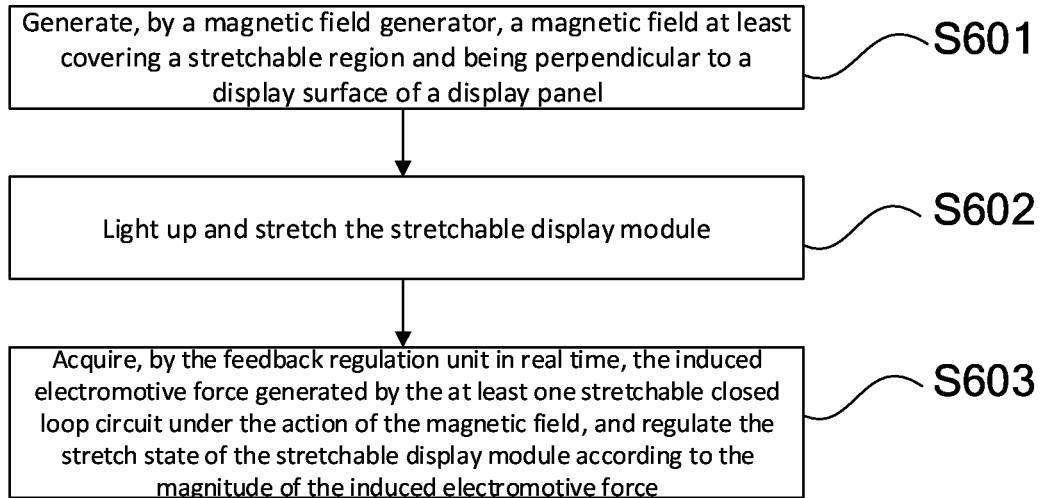 Generate, by a magnetic field generator, a magnetic field at least
covering a stretchable region and being perpendicular to a
display surface of a display panel
S601
Light up and stretch the stretchable display module
S602
Acquire, by the feedback regulation unit in real time, the induced
electromotive force generated by the at least one stretchable closed
loop circuit under the action of the magnetic field, and regulate the
stretch state of the stretchable display module according to the
magnitude of the induced electromotive force
S603